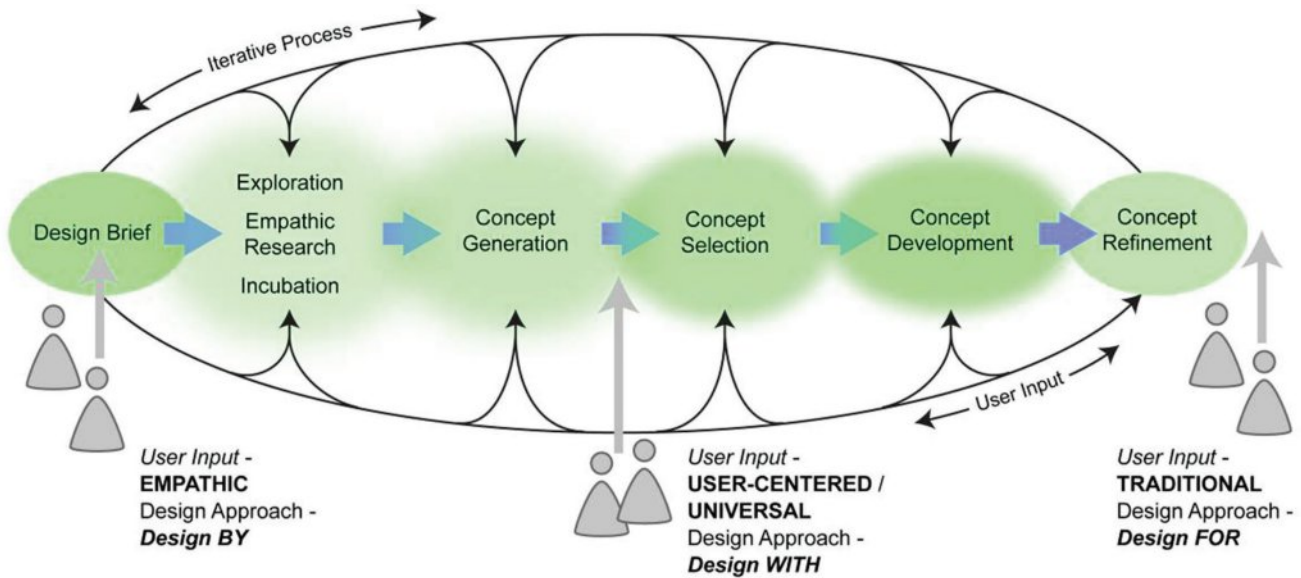 Iterative Process
Design Brief
Exploration
Empathic
Research
Incubation
Concept
Generation
Concept
Selection
Concept
Development
Concept
Refinement
User Input
User Input -
EMPATHIC
Design Approach -
Design BY
User Input -
USER-CENTERED /
UNIVERSAL
Design Approach -
Design WITH
User Input -
TRADITIONAL
Design Approach -
Design FOR